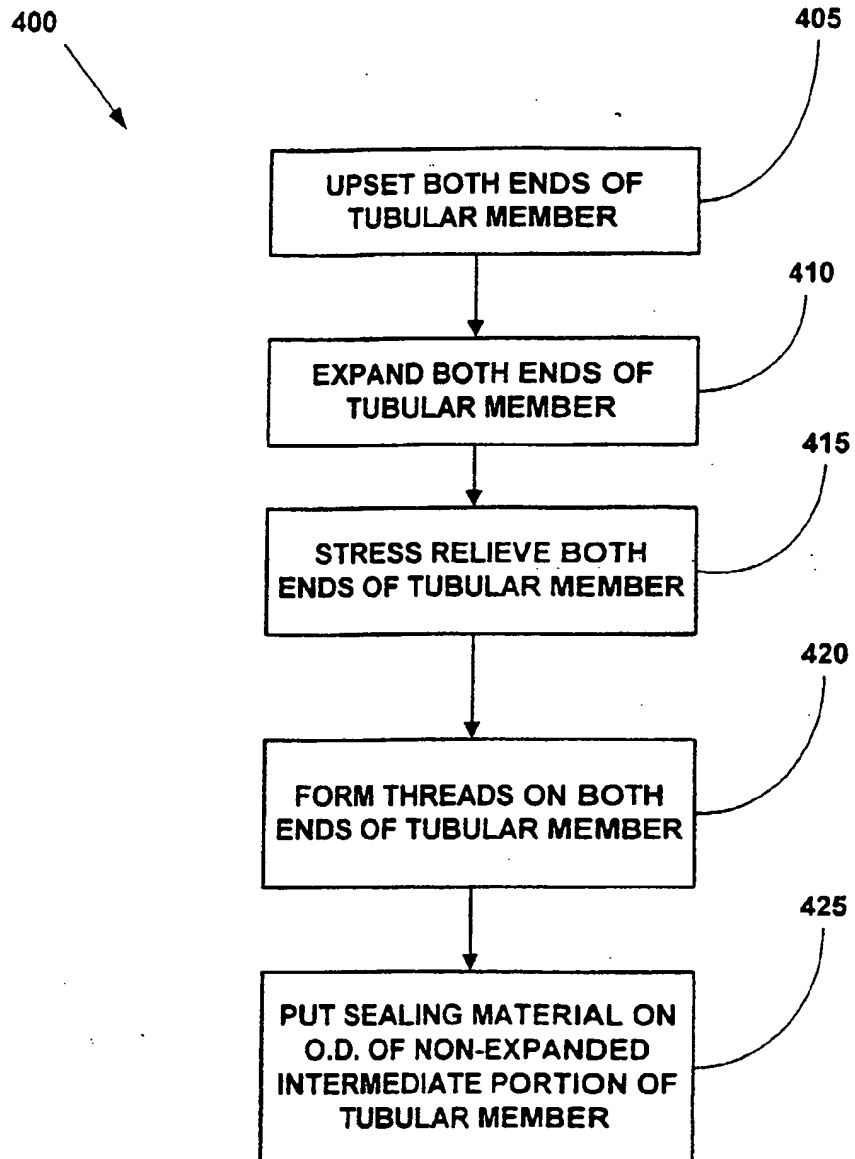 400
405
UPSET BOTH ENDS OF
TUBULAR MEMBER
410
EXPAND BOTH ENDS OF
TUBULAR MEMBER
415
STRESS RELIEVE BOTH
ENDS OF TUBULAR MEMBER
420
FORM THREADS ON BOTH
ENDS OF TUBULAR MEMBER
425
PUT SEALING MATERIAL ON
O.D. OF NON-EXPANDED
INTERMEDIATE PORTION OF
TUBULAR MEMBER